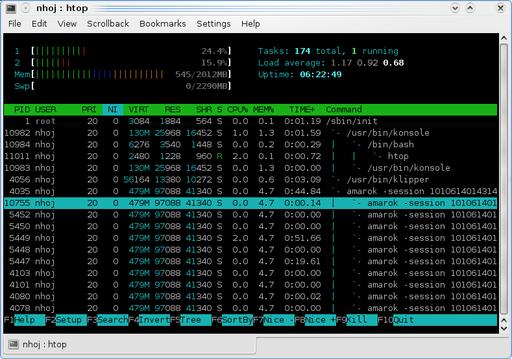 nhoj : htop
File Edit View Scrollback Bookmarks Settings Help
1 [|||||||||||| 24.4%] Tasks: 174 total, 1 running
2 [|||||||| 15.9%] Load average: 1.17 0.92 0.68
Mem[||||||||||||||||||||||||||||| 545/2012MB] Uptime: 06:22:49
Swp[ 0/2290MB]
PID USER PRI NI VIRT RES SHR S CPU% MEM% TIME+ Command
1 root 20 0 3084 1884 564 S 0.0 0.1 0:01.19 /sbin/init
10982 nhoj 20 0 130M 25968 16452 S 1.0 1.3 0:01.59 `- /usr/bin/konsole
10984 nhoj 20 0 6276 3540 1448 S 0.0 0.2 0:00.29 | `- /bin/bash
11011 nhoj 20 0 2480 1228 960 R 2.0 0.1 0:00.72 | | `- htop
10983 nhoj 20 0 130M 25968 16452 S 0.0 1.3 0:00.00 | `- /usr/bin/konsole
4056 nhoj 20 0 56164 13380 10272 S 0.0 0.6 0:03.09 `- /usr/bin/klipper
4035 nhoj 20 0 479M 97088 41340 S 0.0 4.7 0:44.84 `- amarok -session 1010614014314
10755 nhoj 20 0 479M 97088 41340 S 0.0 4.7 0:00.14 | `- amarok -session 101061401
5452 nhoj 20 0 479M 97088 41340 S 0.0 4.7 0:00.00 | `- amarok -session 101061401
5450 nhoj 20 0 479M 97088 41340 S 0.0 4.7 0:00.00 | `- amarok -session 101061401
5449 nhoj 20 0 479M 97088 41340 S 2.0 4.7 0:51.66 | `- amarok -session 101061401
5448 nhoj 20 0 479M 97088 41340 S 0.0 4.7 0:00.00 | `- amarok -session 101061401
5447 nhoj 20 0 479M 97088 41340 S 0.0 4.7 0:19.61 | `- amarok -session 101061401
4103 nhoj 20 0 479M 97088 41340 S 0.0 4.7 0:00.00 | `- amarok -session 101061401
4101 nhoj 20 0 479M 97088 41340 S 0.0 4.7 0:00.00 | `- amarok -session 101061401
4080 nhoj 20 0 479M 97088 41340 S 0.0 4.7 0:00.02 | `- amarok -session 101061401
4078 nhoj 20 0 479M 97088 41340 S 0.0 4.7 0:00.00 | `- amarok -session 101061401
F1Help F2Setup F3SearchF4InvertF5Tree F6SortByF7Nice -F8Nice +F9Kill F10Quit
nhoj : htop